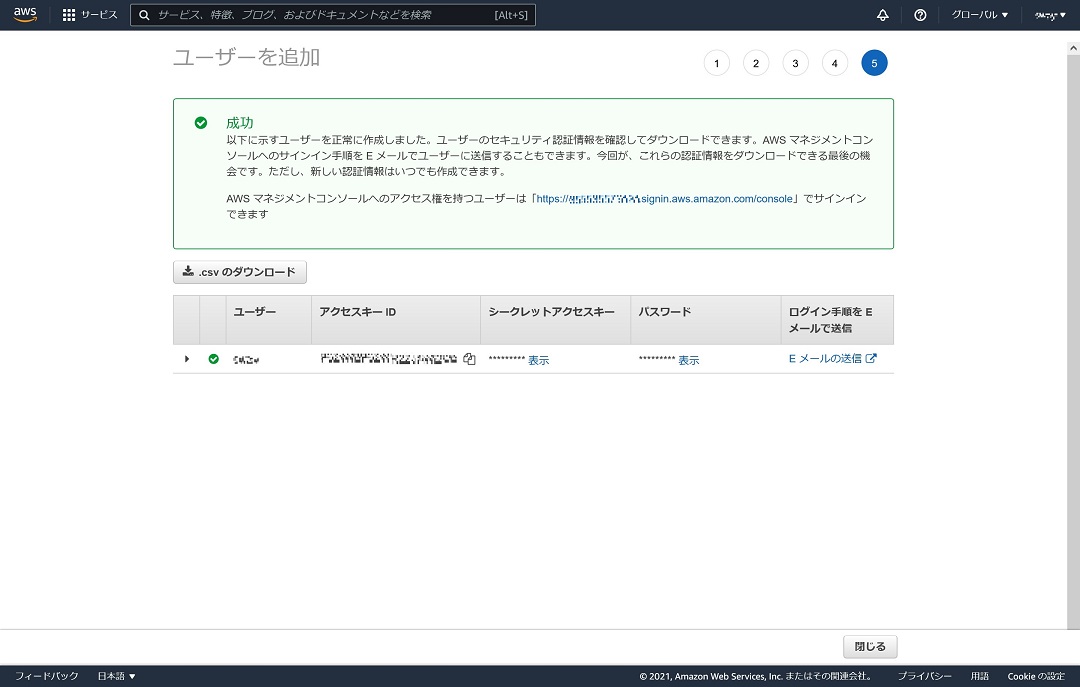 aws サービス サービス、特徴、ブログ、およびドキュメントなどを検索 [Alt+S] グローバル
ユーザーを追加
1 2 3 4 5
成功
以下に示すユーザーを正常に作成しました。ユーザーのセキュリティ認証情報を確認してダウンロードできます。AWS マネジメントコン
ソールへのサインイン手順を E メールでユーザーに送信することもできます。今回が、これらの認証情報をダウンロードできる最後の機
会です。ただし、新しい認証情報はいつでも作成できます。
AWS マネジメントコンソールへのアクセス権を持つユーザーは「https:// signin.aws.amazon.com/console」でサインイン
できます
.csv のダウンロード
ユーザー アクセスキー ID シークレットアクセスキー パスワード ログイン手順を E
メールで送信
********* 表示 ********* 表示 E メールの送信
閉じる
フィードバック 日本語 © 2021, Amazon Web Services, Inc. またはその関連会社。 プライバシー 用語 Cookie の設定